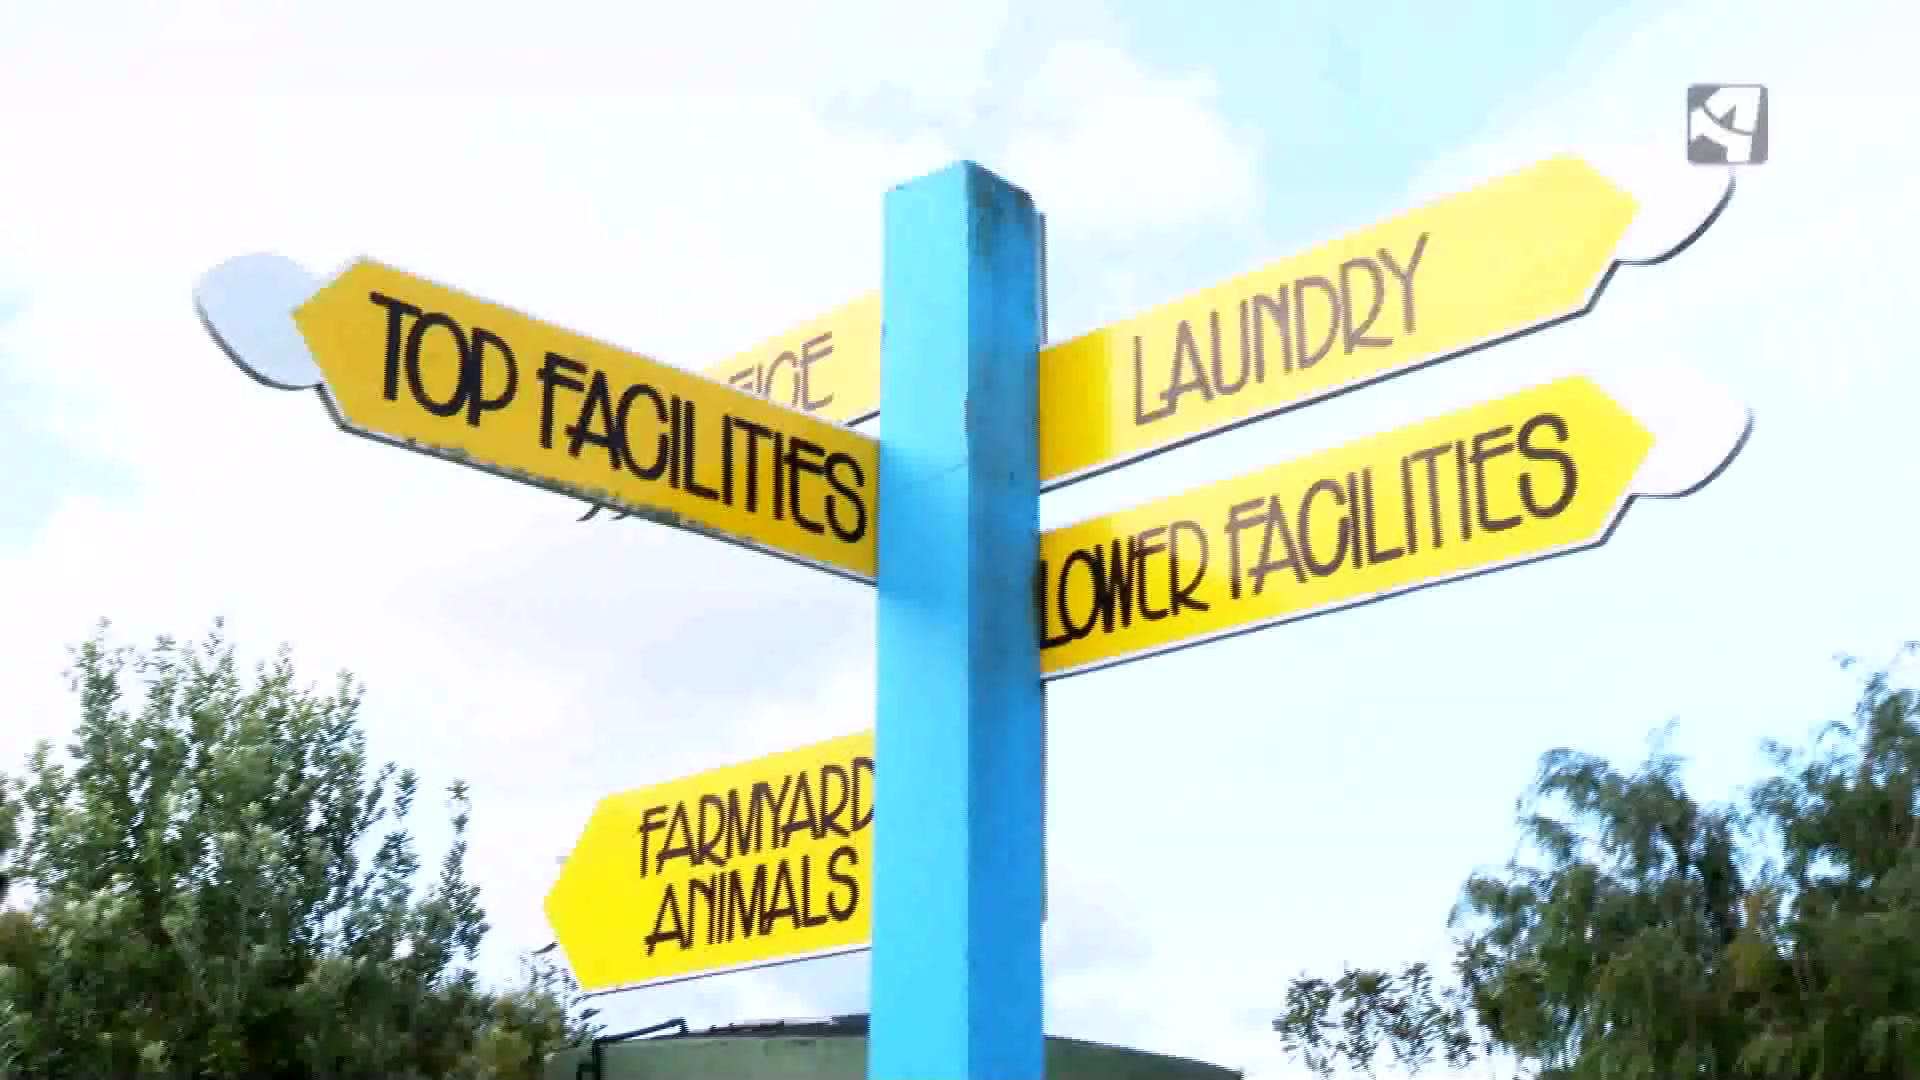 TOP FACILITIES
LAUNDRY
LOWER FACILITIES
FARMYARD
ANIMALS